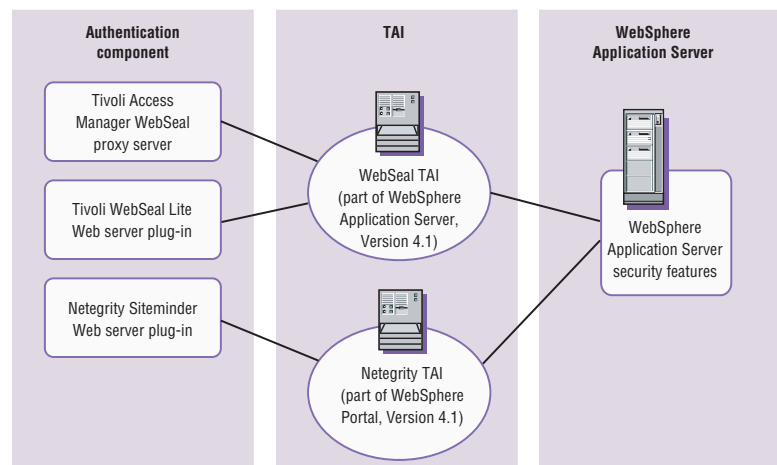 Authentication
component
TAI
WebSphere
Application Server
Tivoli Access
Manager WebSeal
proxy server
Tivoli WebSeal Lite
Web server plug-in
Netegrity Siteminder
Web server plug-in
WebSeal TAI
(part of WebSphere
Application Server,
Version 4.1)
Netegrity TAI
(part of WebSphere
Portal, Version 4.1)
WebSphere
Application Server
security features